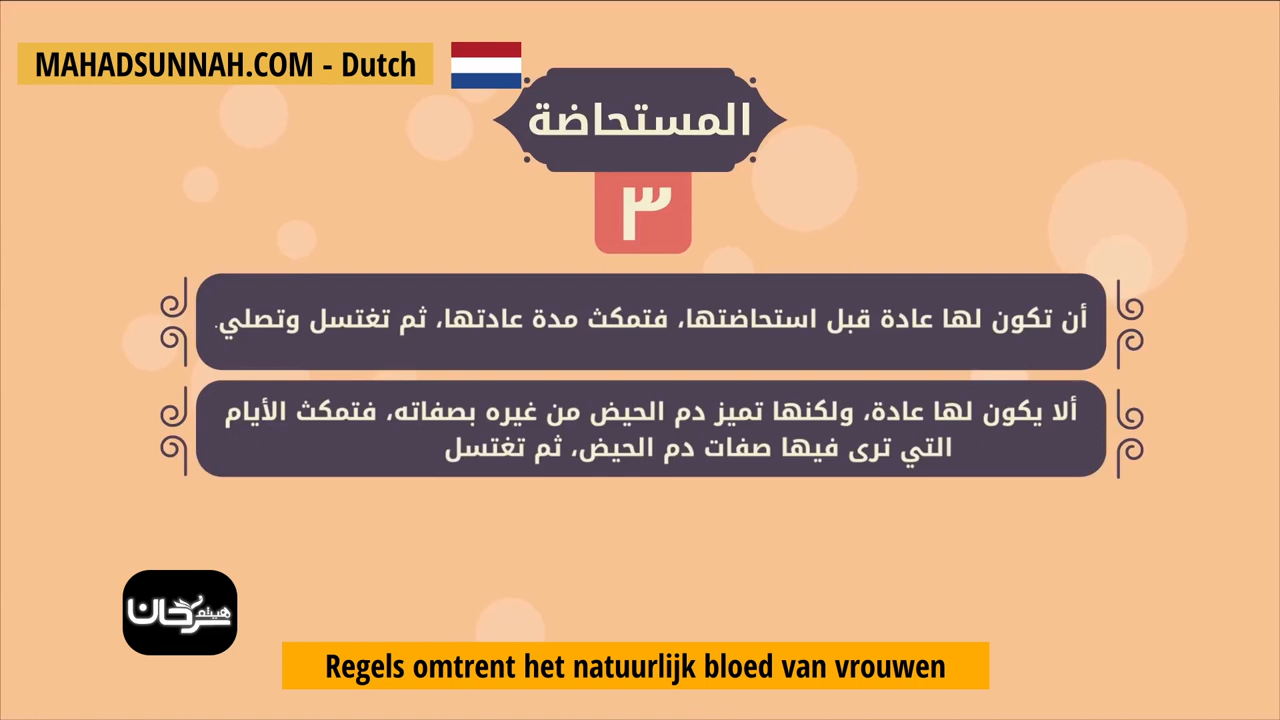 MAHADSUNNAH.COM - Dutch
المستحاضة
٣
أن تكون لها عادة قبل استحاضتها، فتمكث مدة عادتها، ثم تغتسل وتصلي.
ألا يكون لها عادة، ولكنها تميز دم الحيض من غيره بصفاته، فتمكث الأيام
التي ترى فيها صفات دم الحيض، ثم تغتسل
هيثم
سرحان
Regels omtrent het natuurlijk bloed van vrouwen